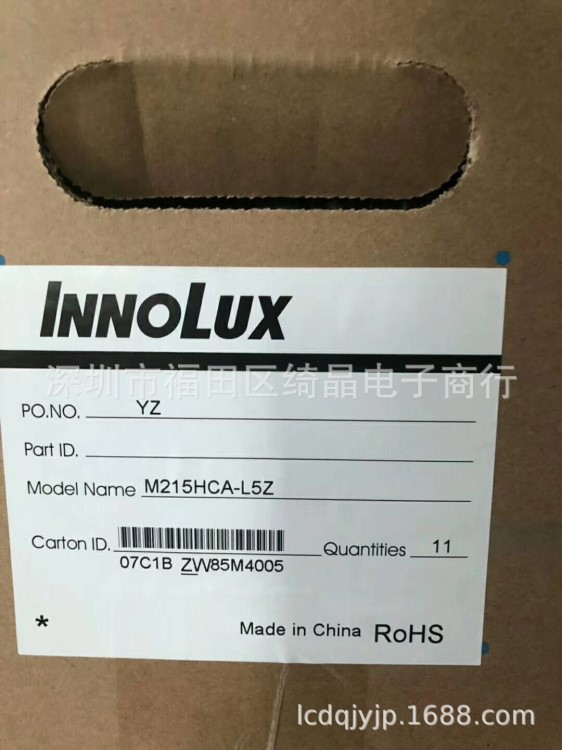 INNOLUX
深圳市福田区绮品电子商行
PO.NO. YZ
Part ID.
Model Name M215HCA-L5Z
Carton ID.
Quantities 11
07C1B ZW85M4005
* Made in China RoHS
lcdqjyjp.1688.com